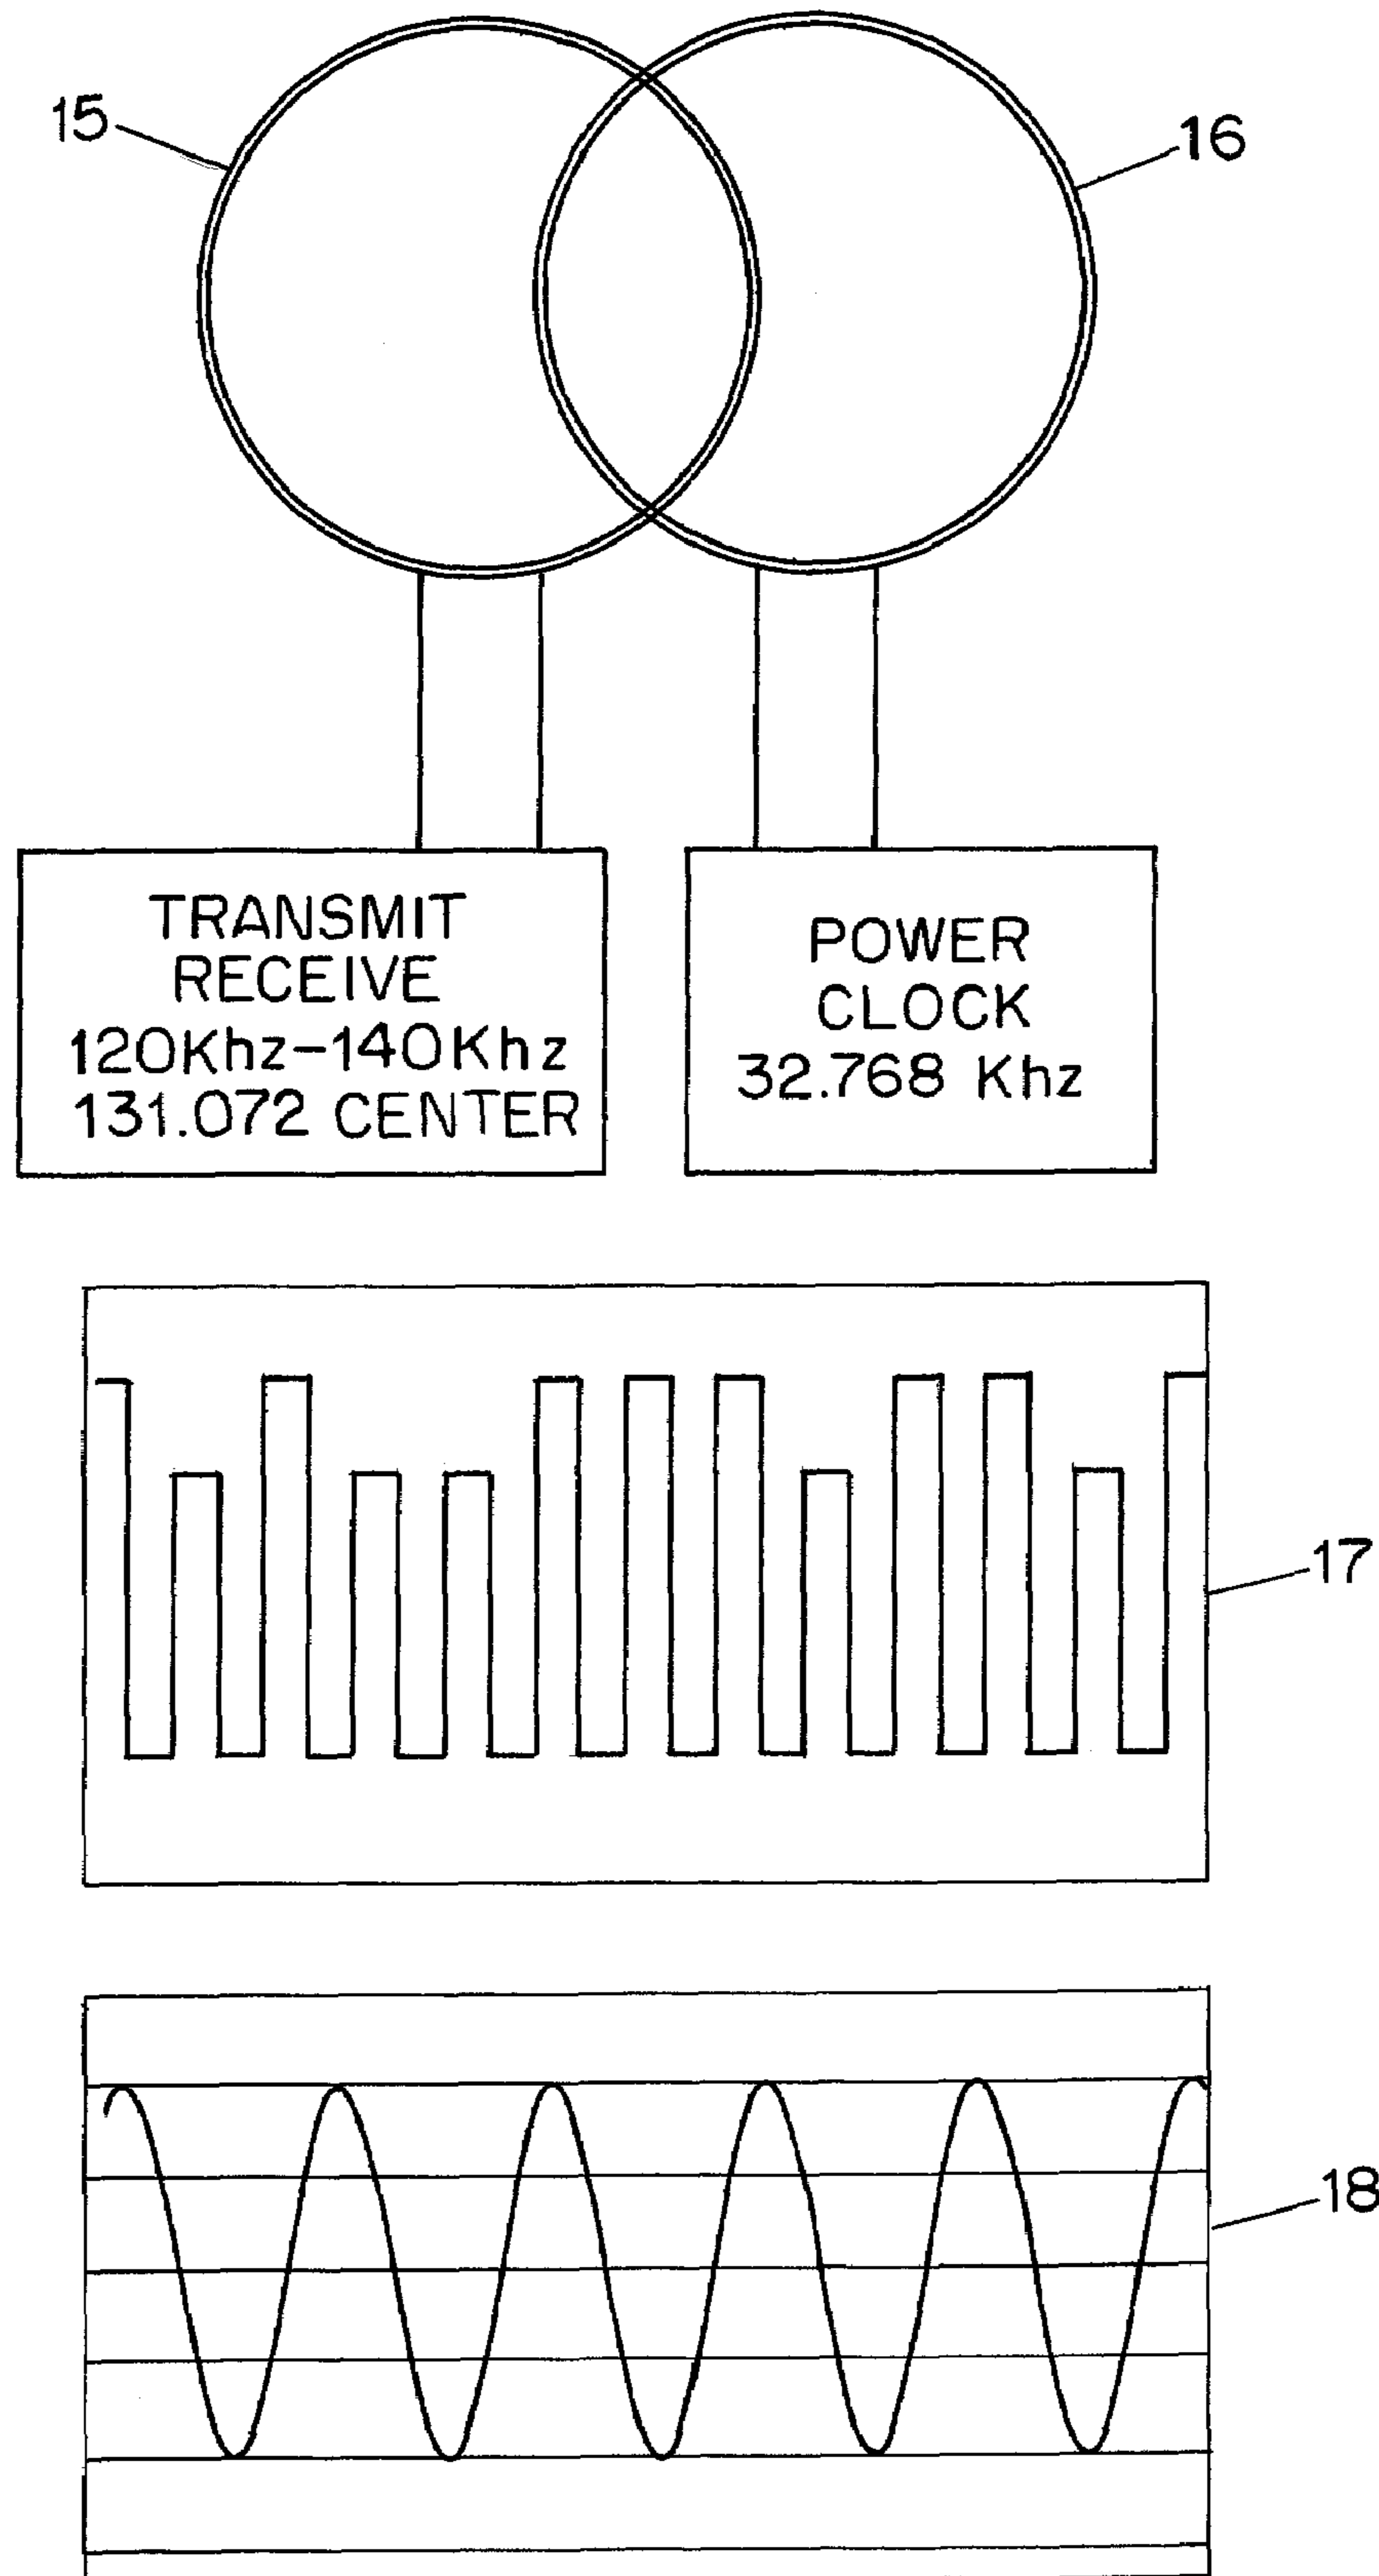 15
16
TRANSMIT
RECEIVE
120Khz-140Khz
131.072 CENTER
POWER
CLOCK
32.768 Khz
17
18